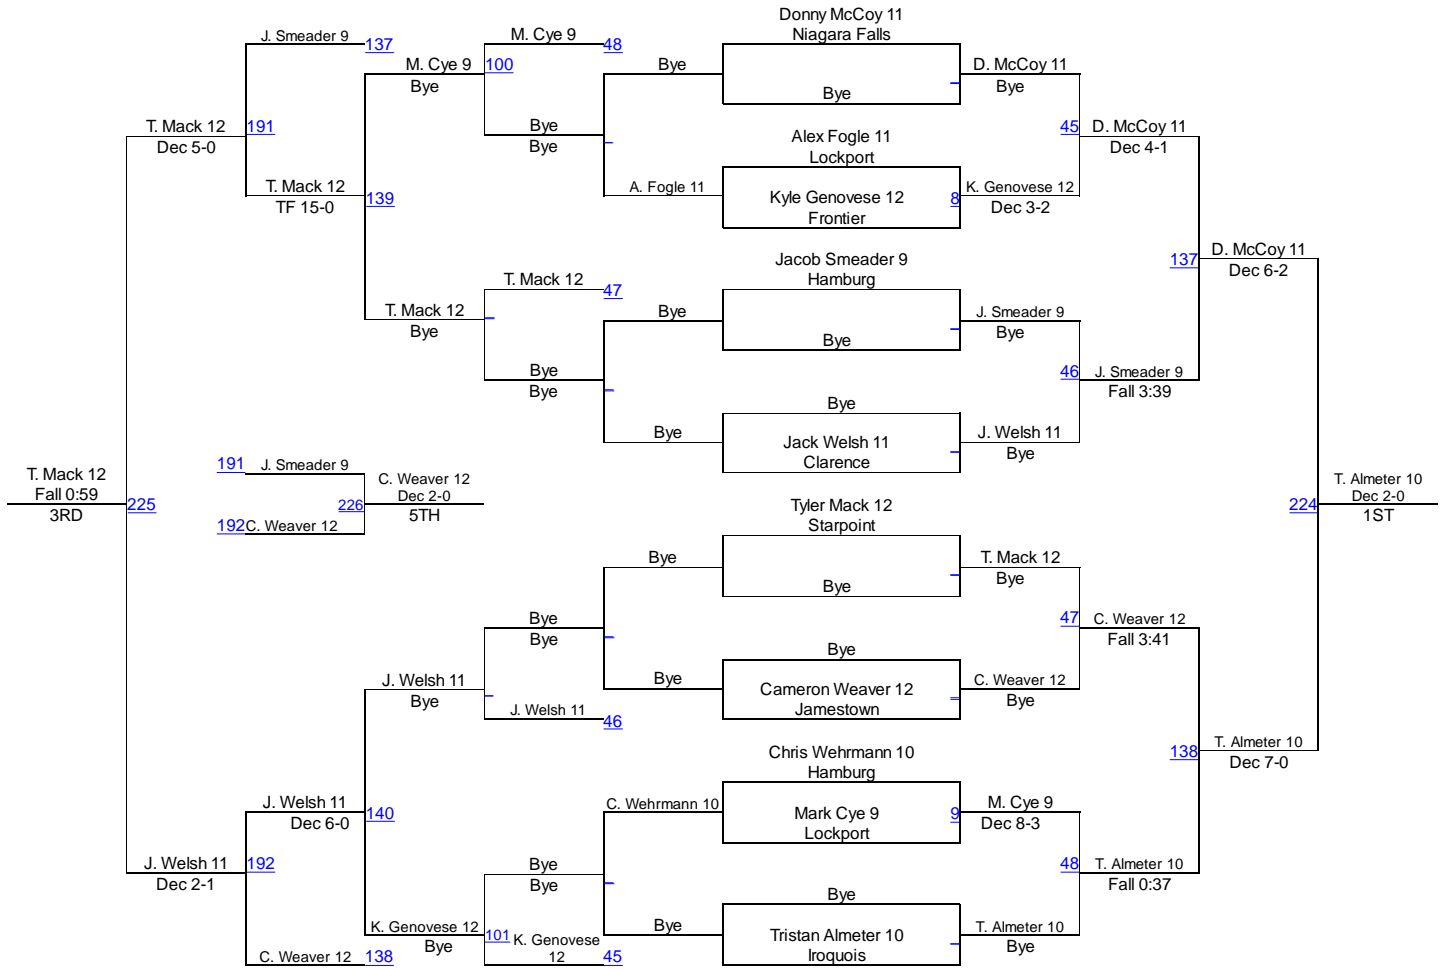 Donny McCoy 11
J. Smeader 9
M. Cye 9
Niagara Falls
137
48
M. Cye 9
100
Bye
D. McCoy 11
Bye
Bye
Bye
T. Mack 12
191
Bye
45
D. McCoy 11
Dec 5-0
Bye
Alex Fogle 11
Dec 4-1
Lockport
T. Mack 12
A. Fogle 11
K. Genovese 12
TF 15-0
139
Kyle Genovese 12
8
Dec 3-2
Frontier
Jacob Smeader 9
137
D. McCoy 11
T. Mack 12
47
Hamburg
Dec 6-2
T. Mack 12
Bye
J. Smeader 9
Bye
Bye
Bye
Bye
46
J. Smeader 9
Bye
Fall 3:39
Bye
Bye
Jack Welsh 11
J. Welsh 11
Clarence
Bye
T. Mack 12
191
J. Smeader 9
C. Weaver 12
T. Almeter 10
Fall 0:59
225
226
Dec 2-0
224
Dec 2-0
3RD
192
C. Weaver 12
5TH
Tyler Mack 12
1ST
Starpoint
Bye
T. Mack 12
Bye
Bye
Bye
47
C. Weaver 12
Bye
Fall 3:41
Bye
J. Welsh 11
Bye
Cameron Weaver 12
C. Weaver 12
Bye
J. Welsh 11
46
Jamestown
Bye
Chris Wehrmann 10
138
T. Almeter 10
Hamburg
Dec 7-0
J. Welsh 11
C. Wehrmann 10
M. Cye 9
Dec 6-0
140
Mark Cye 9
9
Dec 8-3
Lockport
J. Welsh 11
192
Bye
48
T. Almeter 10
Dec 2-1
Bye
Bye
Fall 0:37
K. Genovese 12
101
K. Genovese
Bye
Tristan Almeter 10
T. Almeter 10
Bye
C. Weaver 12
138
12
45
Iroquois
Bye